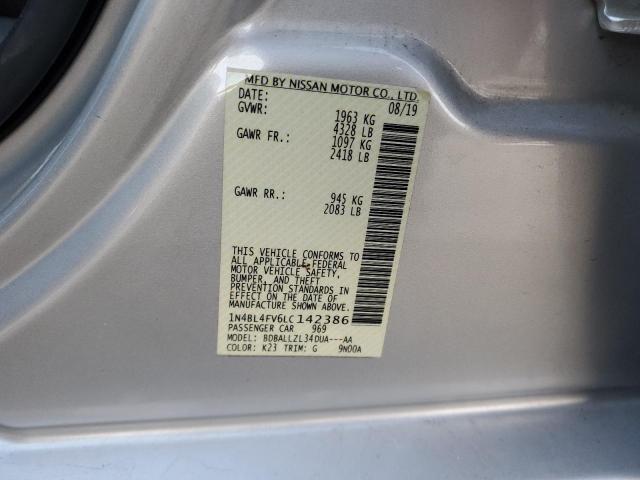 MFD BY NISSAN MOTOR CO., LTD.
DATE: 08/19
GVWR: 1963 KG
4328 LB
GAWR FR.: 1097 KG
2418 LB
GAWR RR.: 945 KG
2083 LB
THIS VEHICLE CONFORMS TO
ALL APPLICABLE FEDERAL
MOTOR VEHICLE SAFETY,
BUMPER, AND THEFT
PREVENTION STANDARDS IN
EFFECT ON THE DATE OF
MANUFACTURE SHOWN ABOVE.
1N4BL4FV6LC142386
PASSENGER CAR 969
MODEL: BDBALLZL34DUA---AA
COLOR: K23 TRIM: G 9N00A